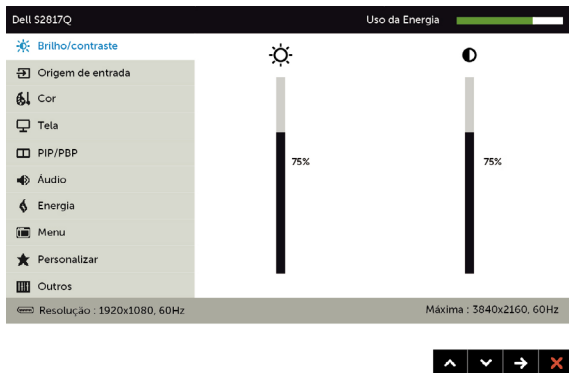 Dell S2817Q
Uso da Energia
Brilho/contraste
Origem de entrada
Cor
Tela
PIP/PBP
75%
75%
Áudio
Energia
Menu
Personalizar
Outros
Resolução : 1920x1080, 60Hz
Máxima : 3840x2160, 60Hz